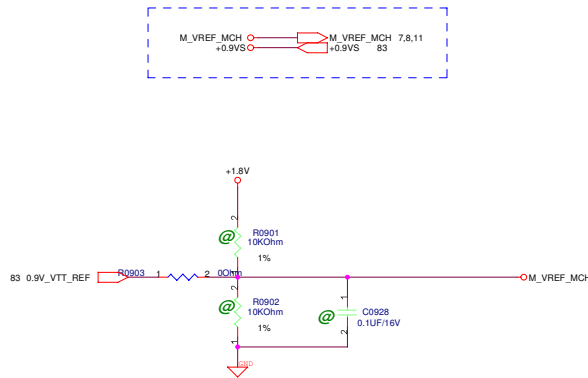 M_VREF_MCH M_VREF_MCH 7,8,11
+0.9VS +0.9VS 83
+1.8V
2
@ R0901
10KOhm
1%
1
83 0.9V_VTT_REF R0903 1 2 0Ohm M_VREF_MCH
2
@ R0902
10KOhm
1%
1
1
@ C0928
0.1UF/16V
2
GND